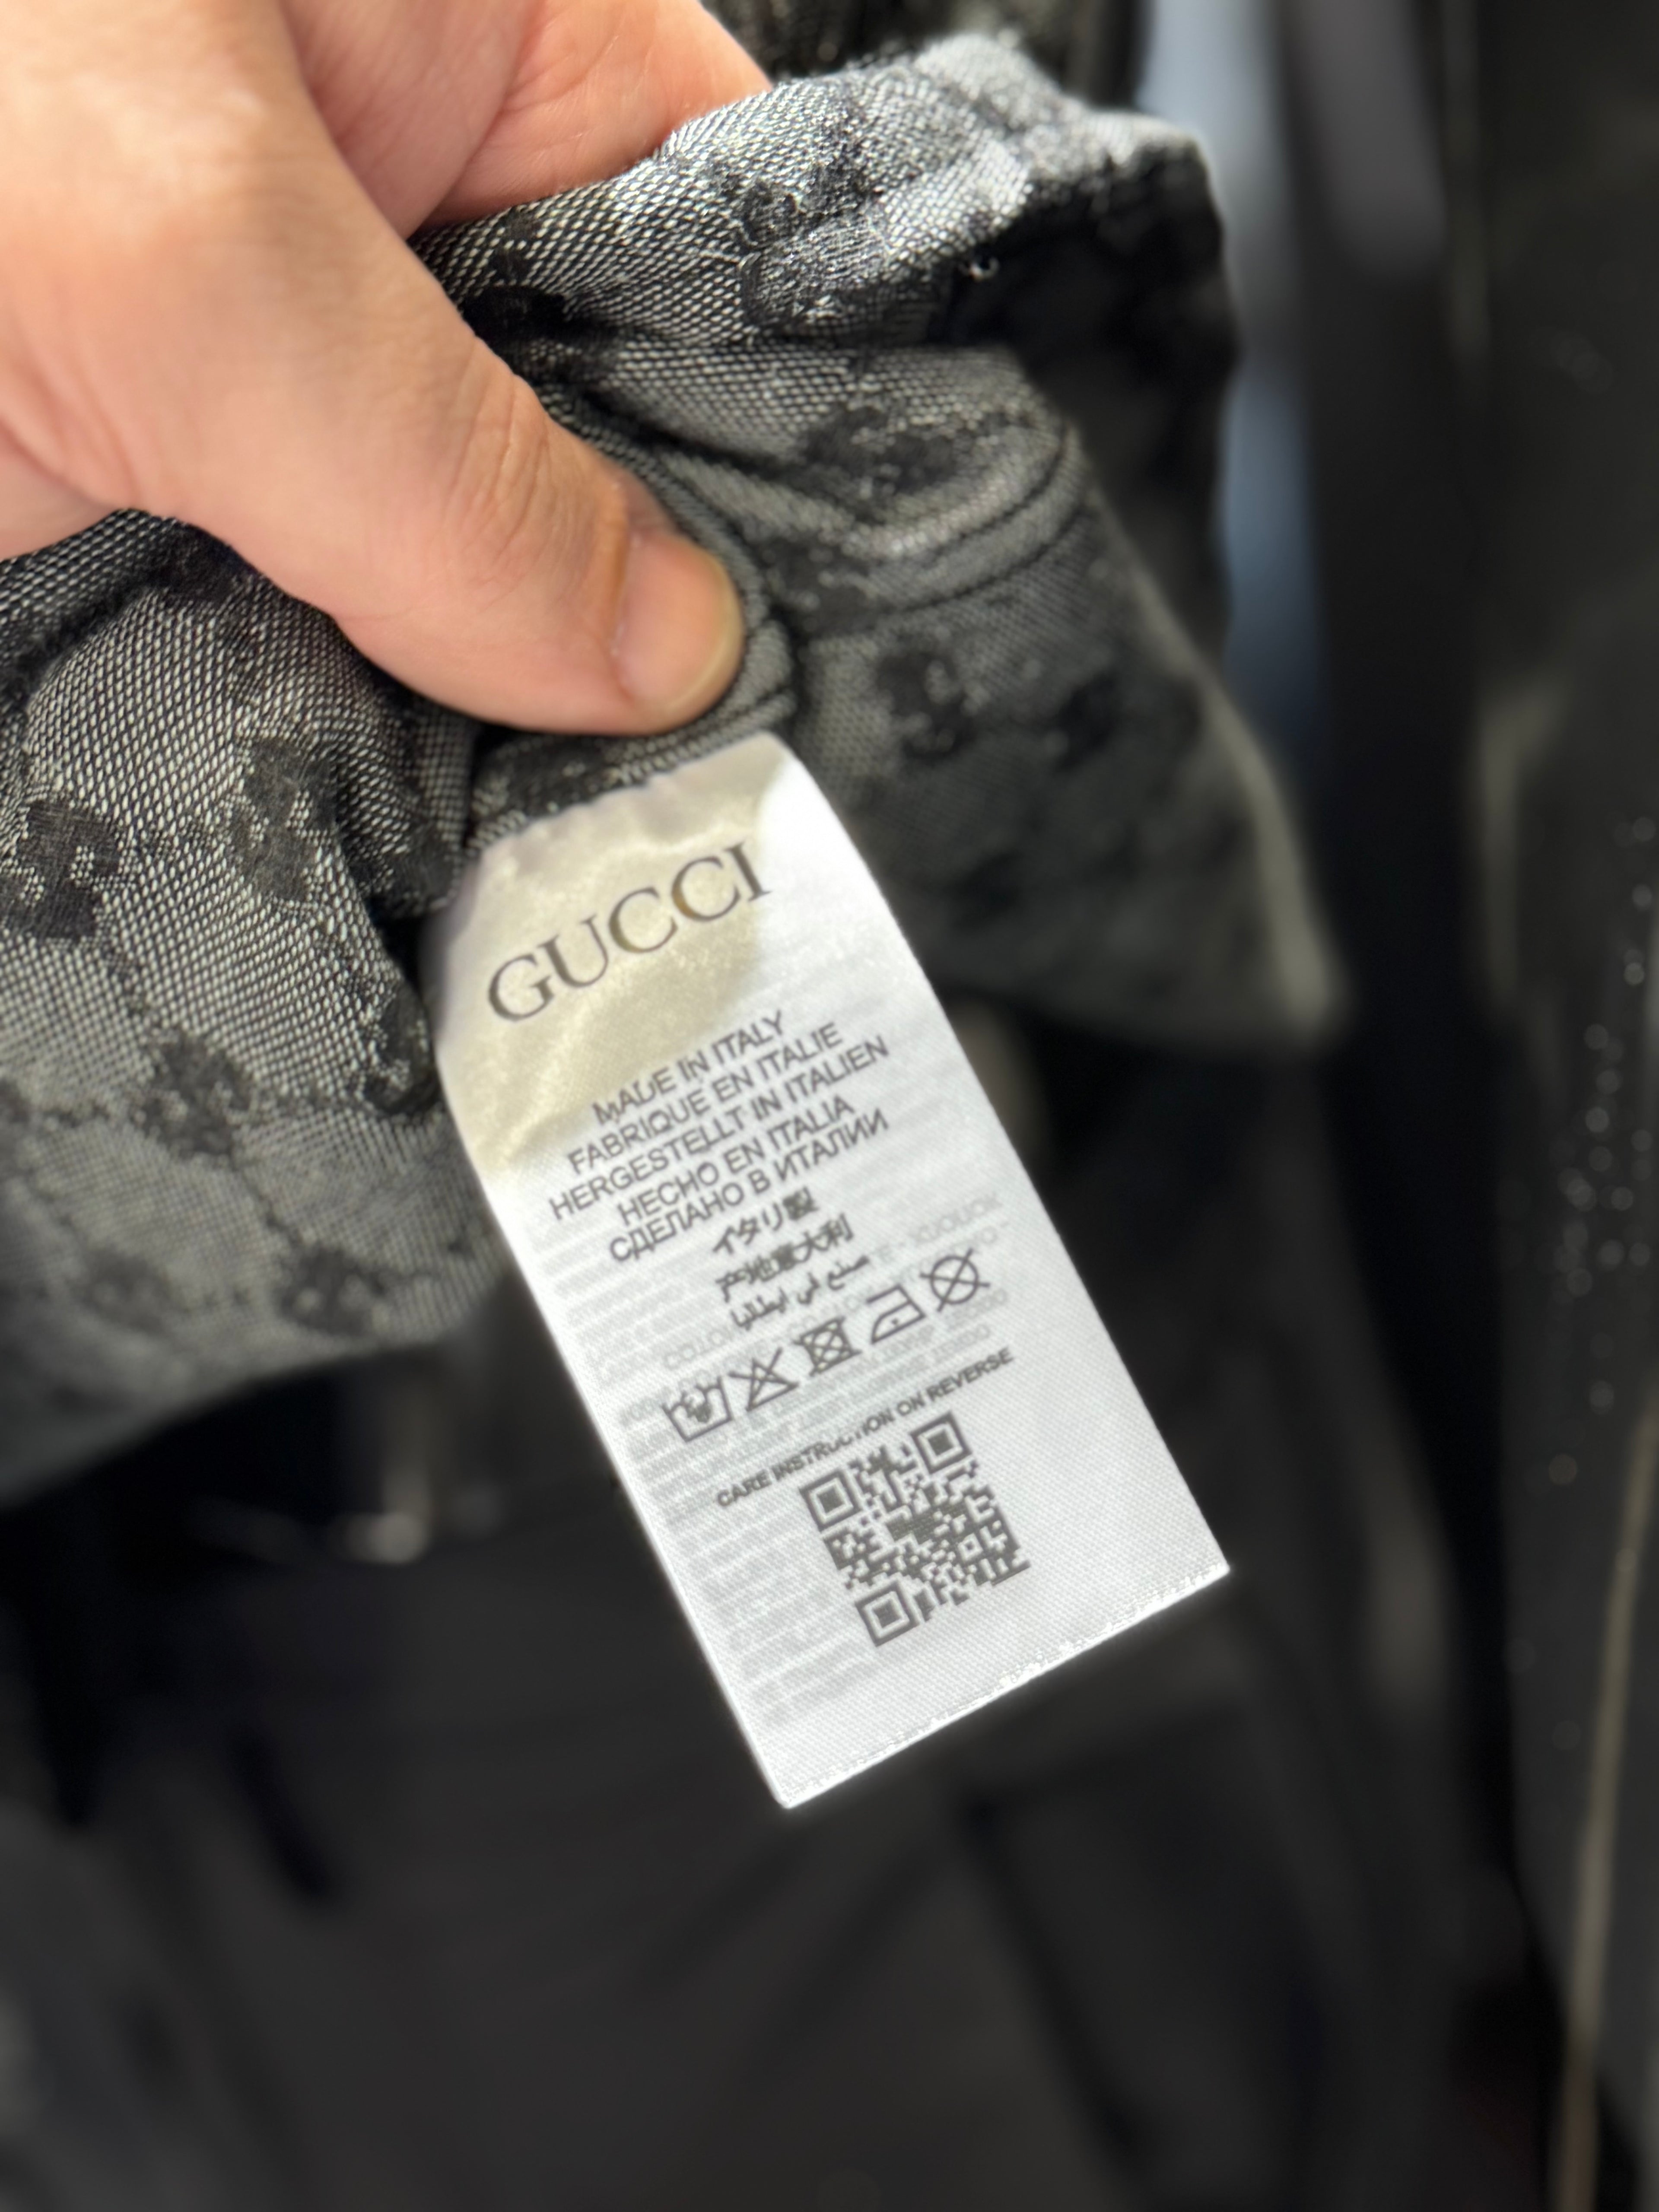 GUCCI
MADE IN ITALY
FABRIQUE EN ITALIE
HERGESTELLT IN ITALIEN
HECHO EN ITALIA
СДЕЛАНО В ИТАЛИИ
イタリ製
产地意大利
صنع في ايطاليا
CARE INSTRUCTION ON REVERSE